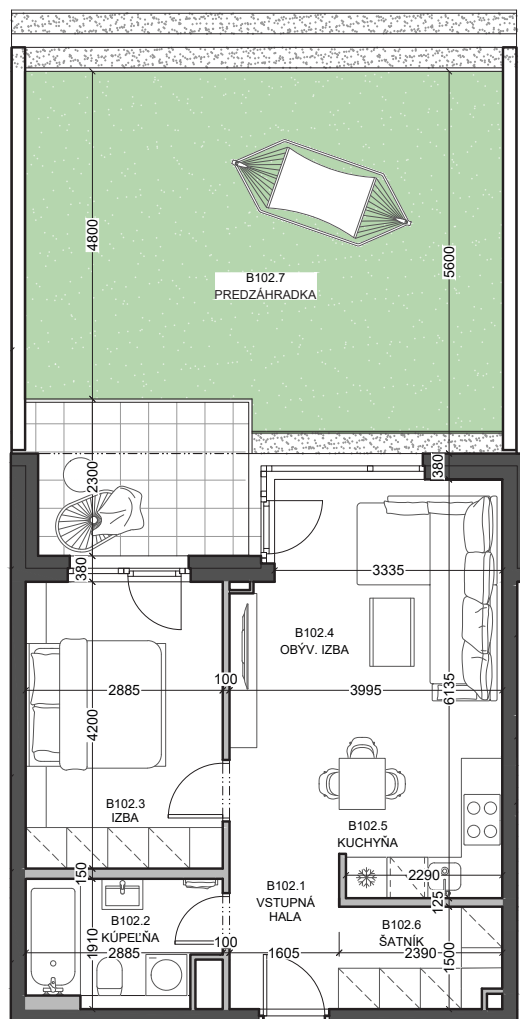 4800
5600
B102.7
PREDZÁHRADKA
2300
380
380
3335
B102.4
OBÝV. IZBA
2885
100
3995
4200
6135
B102.3
IZBA
B102.5
KUCHYŇA
2290
150
125
B102.1
VSTUPNÁ
HALA
B102.2
KÚPEĽŇA
B102.6
ŠATNÍK
1910
2885
100
1605
2390
1500